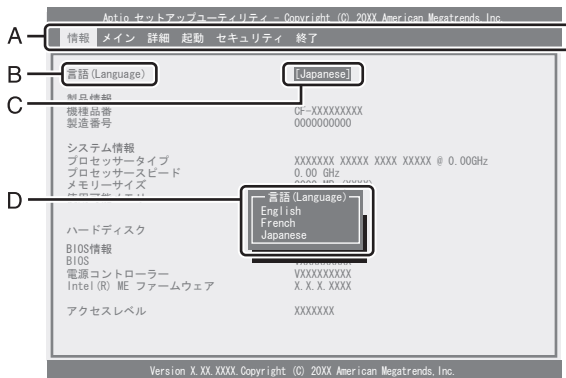 Aptio セットアップユーティリティ - Copyright (C) 20XX American Megatrends, Inc.
A
情報 メイン 詳細 起動 セキュリティ 終了
B
言語(Language) [Japanese]
C
製品情報
機種品番 CF-XXXXXXXXX
製造番号 0000000000
システム情報
プロセッサータイプ XXXXXXX XXXXX XXXX XXXXX @ 0.00GHz
プロセッサースピード 0.00 GHz
メモリーサイズ
D
言語(Language)
English
French
Japanese
ハードディスク
BIOS情報
BIOS
電源コントローラー VXXXXXXXXX
Intel(R) ME ファームウェア X.X.X.XXXX
アクセスレベル XXXXXXX
Version X.XX.XXXX.Copyright (C) 20XX American Megatrends,Inc.